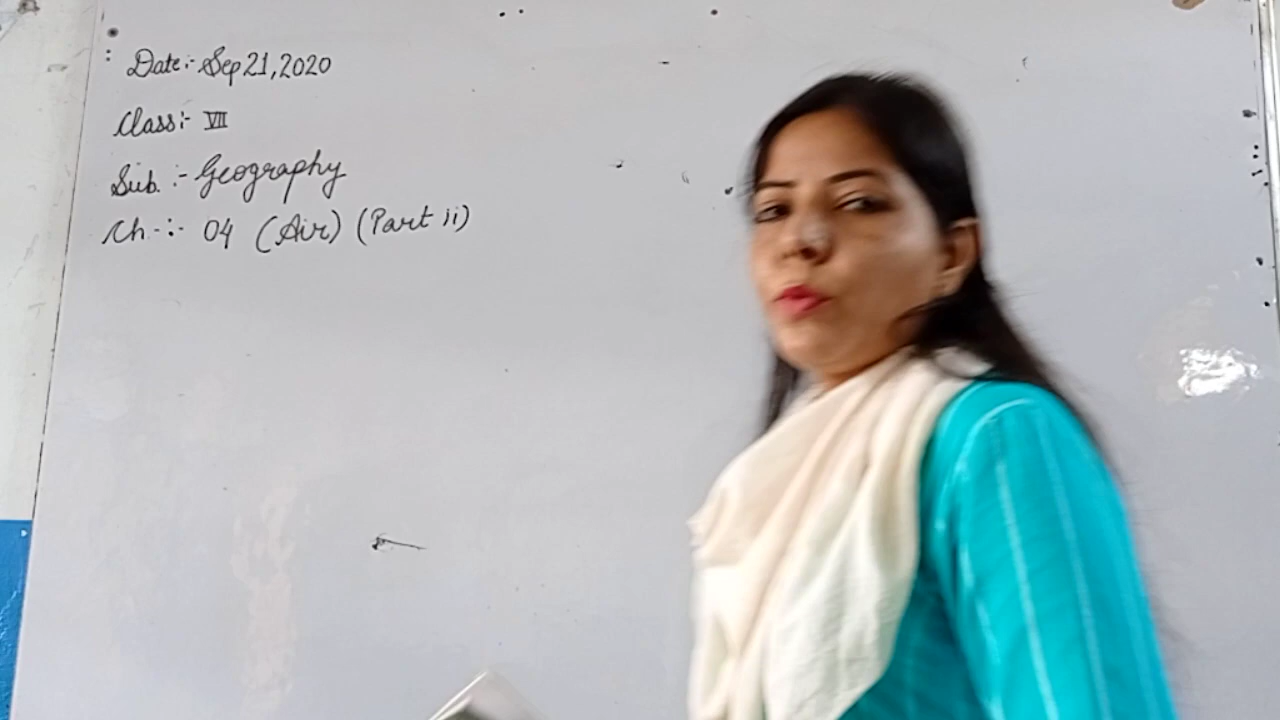 Date:- Sep 21, 2020
Class:- VII
Sub. :- Geography
Ch-:- 04 (Air) (Part ii)